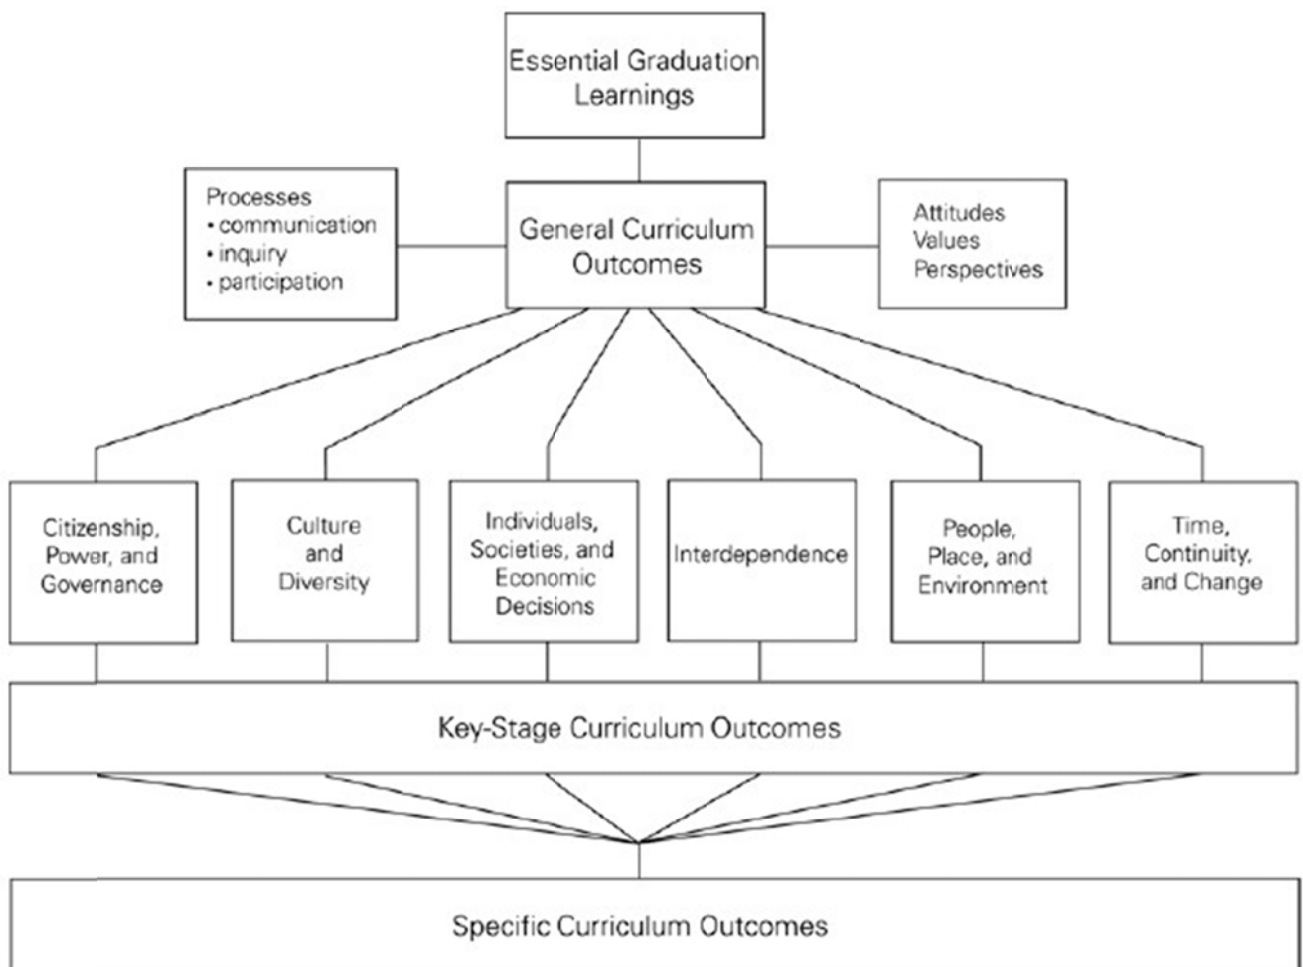 Essential Graduation
Learnings
Processes
• communication
• inquiry
• participation
General Curriculum
Outcomes
Attitudes
Values
Perspectives
Citizenship,
Power, and
Governance
Culture
and
Diversity
Individuals,
Societies, and
Economic
Decisions
Interdependence
People,
Place, and
Environment
Time,
Continuity,
and Change
Key-Stage Curriculum Outcomes
Specific Curriculum Outcomes